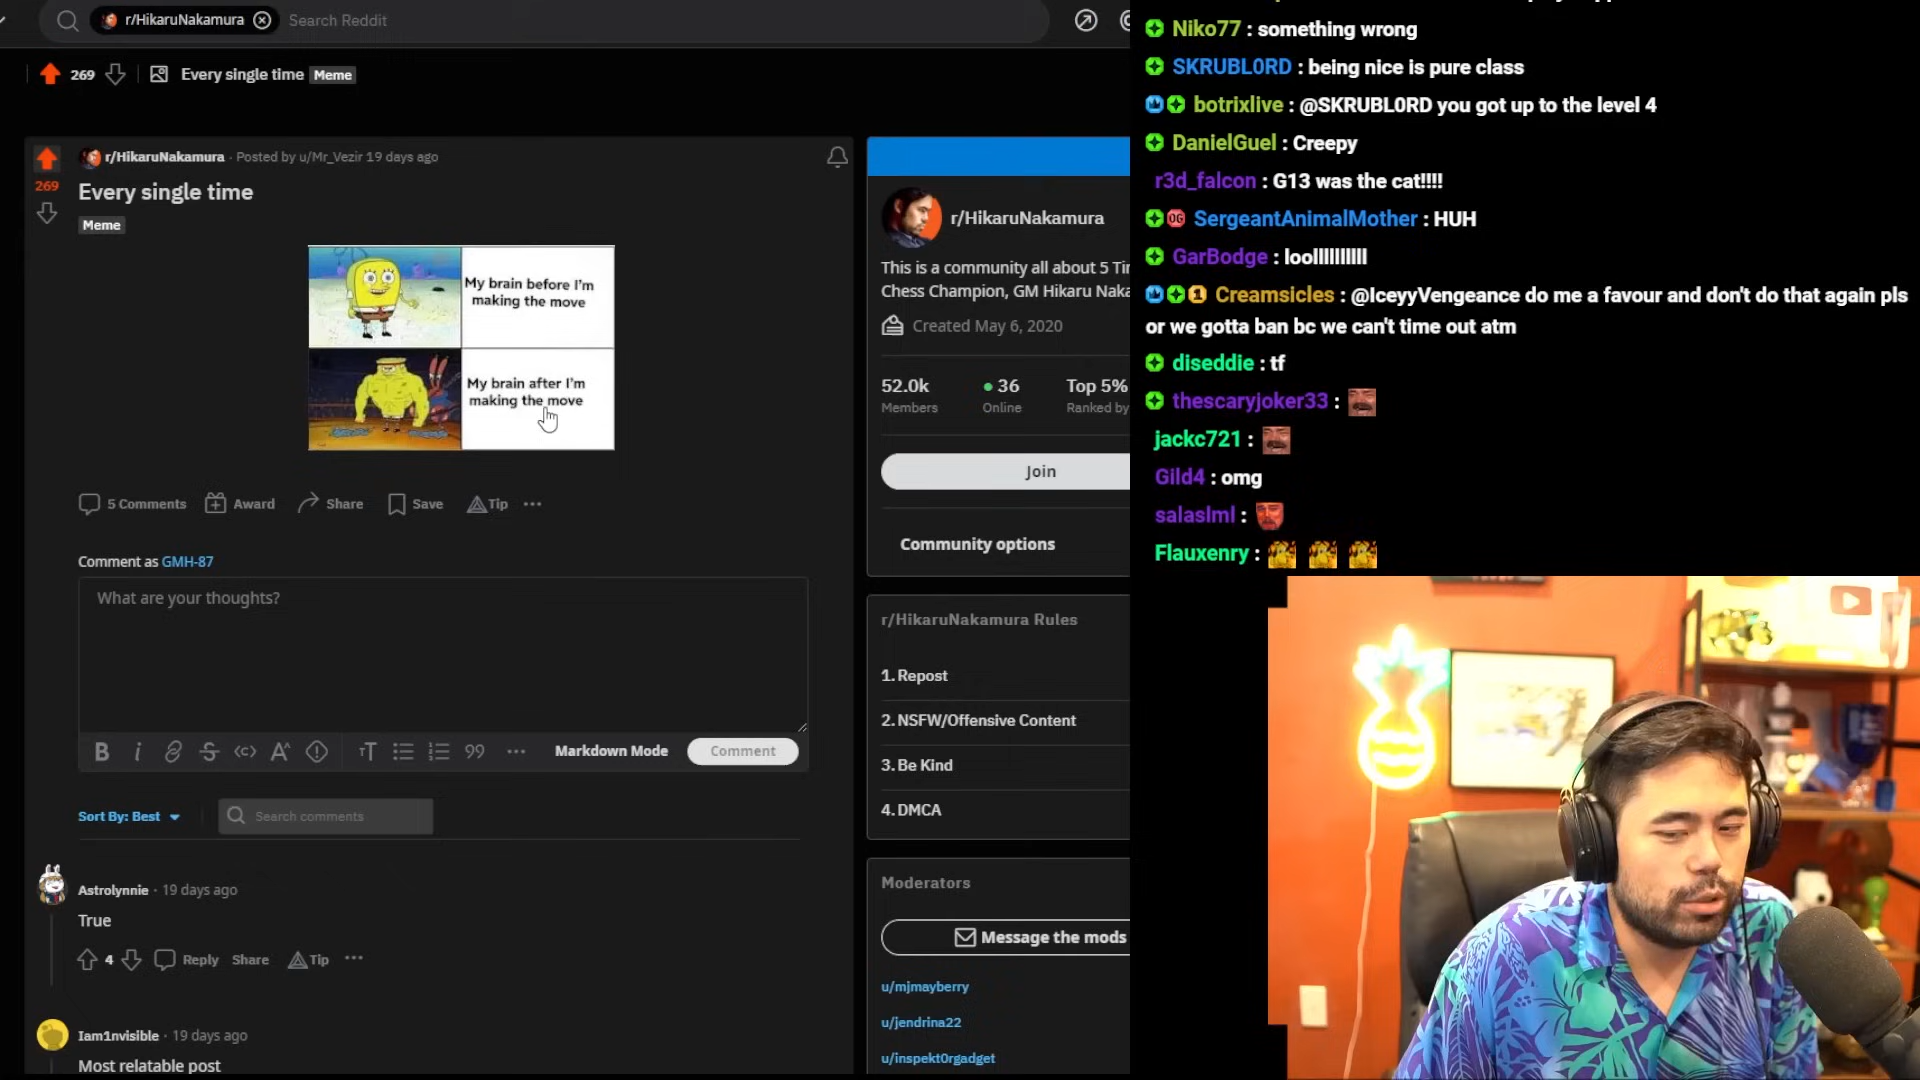 r/HikaruNakamura
Search Reddit
269
Every single time Meme
r/HikaruNakamura · Posted by u/Mr_Vezir 19 days ago
269
Every single time
Meme
My brain before I'm
making the move
My brain after I'm
making the move
5 Comments Award Share Save Tip
Comment as GMH-87
What are your thoughts?
Markdown Mode Comment
Sort By: Best
Search comments
Astrolynnie · 19 days ago
True
4 Reply Share Tip
Iam1nvisible · 19 days ago
Most relatable post
r/HikaruNakamura
This is a community all about 5 Ti
Chess Champion, GM Hikaru Naka
Created May 6, 2020
52.0k 36 Top 5%
Members Online Ranked by
Join
Community options
r/HikaruNakamura Rules
1. Repost
2. NSFW/Offensive Content
3. Be Kind
4. DMCA
Moderators
Message the mods
u/mjmayberry
u/jendrina22
u/inspekt0rgadget
Niko77 : something wrong
SKRUBL0RD : being nice is pure class
botrixlive : @SKRUBL0RD you got up to the level 4
DanielGuel : Creepy
r3d_falcon : G13 was the cat!!!!
OG SergeantAnimalMother : HUH
GarBodge : loolllllllllll
1 Creamsicles : @IceyyVengeance do me a favour and don't do that again pls
or we gotta ban bc we can't time out atm
diseddie : tf
thescaryjoker33 :
jackc721 :
Gild4 : omg
salaslml :
Flauxenry :